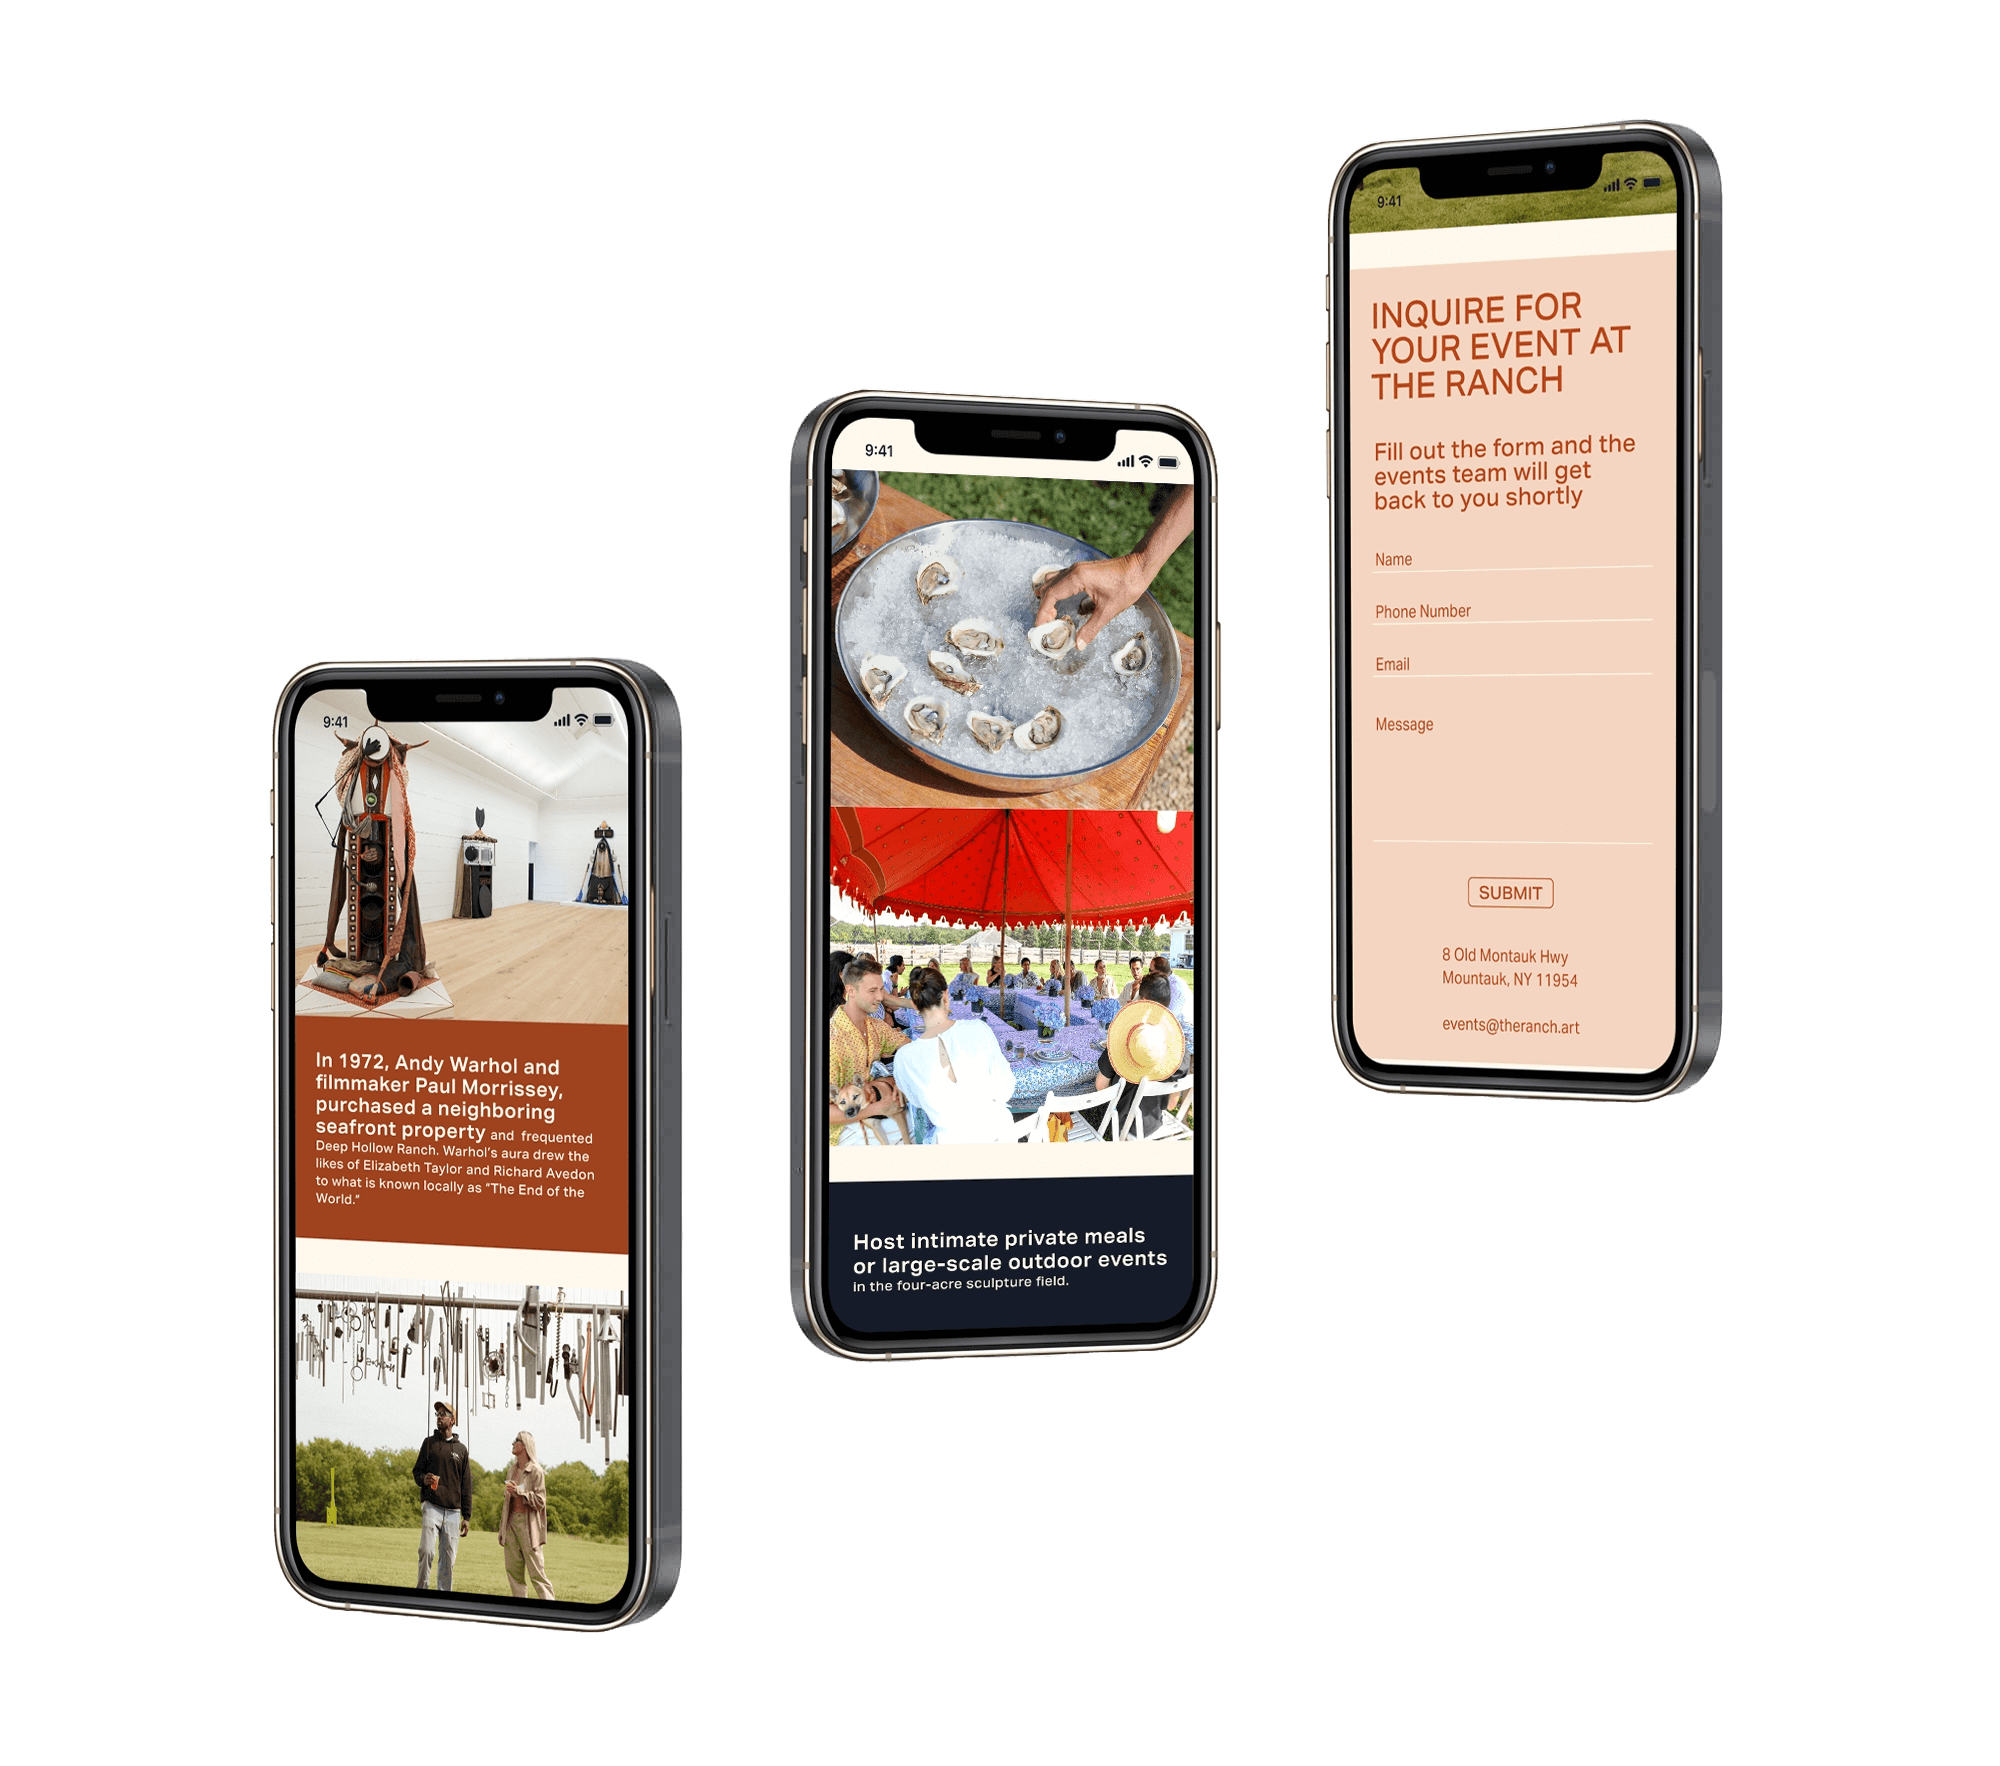 9:41
In 1972, Andy Warhol and
filmmaker Paul Morrissey,
purchased a neighboring
seafront property and frequented
Deep Hollow Ranch. Warhol's aura drew the
likes of Elizabeth Taylor and Richard Avedon
to what is known locally as "The End of the
World."
9:41
Host intimate private meals
or large-scale outdoor events
in the four-acre sculpture field.
9:41
INQUIRE FOR
YOUR EVENT AT
THE RANCH
Fill out the form and the
events team will get
back to you shortly
Name
Phone Number
Email
Message
SUBMIT
8 Old Montauk Hwy
Mountauk, NY 11954
events@theranch.art